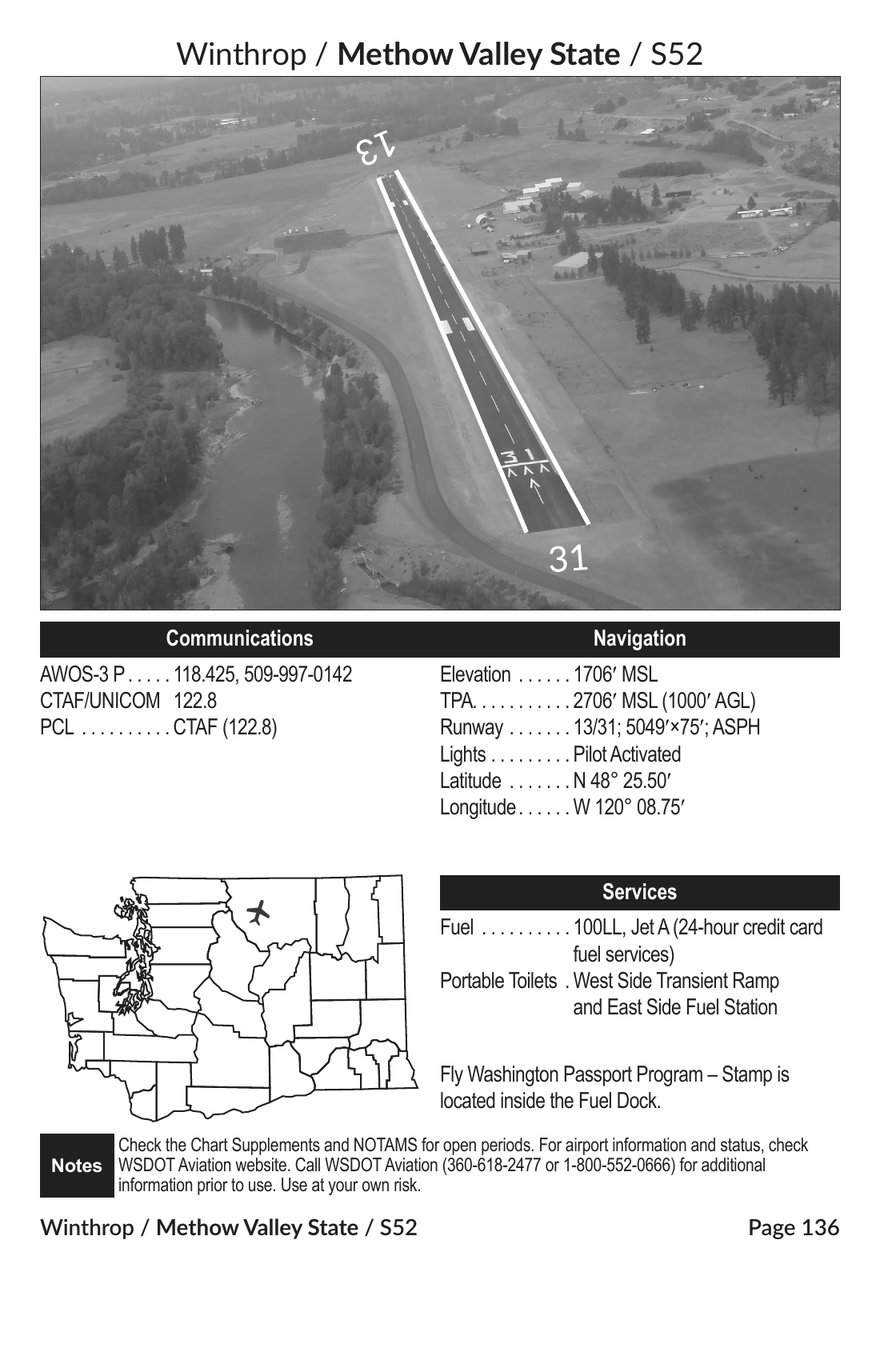 Winthrop / Methow Valley State / S52
13
31
31
Communications
AWOS-3 P . . . . . 118.425, 509-997-0142
CTAF/UNICOM 122.8
PCL . . . . . . . . . . CTAF (122.8)
Navigation
Elevation . . . . . . 1706′ MSL
TPA. . . . . . . . . . . 2706′ MSL (1000′ AGL)
Runway . . . . . . . 13/31; 5049′×75′; ASPH
Lights . . . . . . . . . Pilot Activated
Latitude . . . . . . . N 48° 25.50′
Longitude . . . . . . W 120° 08.75′
Services
Fuel . . . . . . . . . . 100LL, Jet A (24-hour credit card
fuel services)
Portable Toilets . West Side Transient Ramp
and East Side Fuel Station
Fly Washington Passport Program – Stamp is
located inside the Fuel Dock.
Notes
Check the Chart Supplements and NOTAMS for open periods. For airport information and status, check
WSDOT Aviation website. Call WSDOT Aviation (360-618-2477 or 1-800-552-0666) for additional
information prior to use. Use at your own risk.
Winthrop / Methow Valley State / S52
Page 136